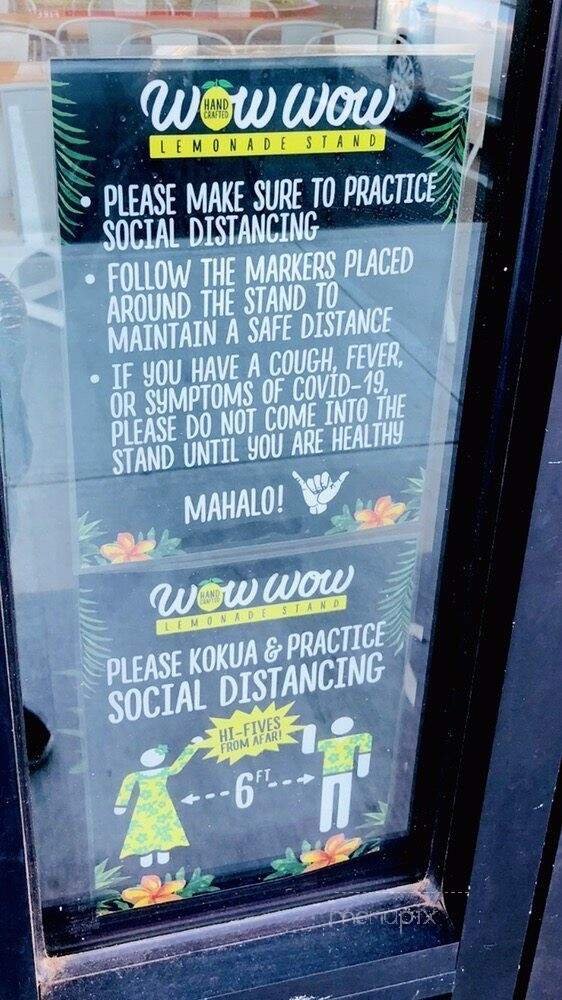 WOW WOW
HAND
CRAFTED
LEMONADE STAND
• PLEASE MAKE SURE TO PRACTICE
SOCIAL DISTANCING
• FOLLOW THE MARKERS PLACED
AROUND THE STAND TO
MAINTAIN A SAFE DISTANCE
• IF YOU HAVE A COUGH, FEVER,
OR SYMPTOMS OF COVID-19,
PLEASE DO NOT COME INTO THE
STAND UNTIL YOU ARE HEALTHY
MAHALO!
WOW WOW
HAND
CRAFTED
LEMONADE STAND
PLEASE KOKUA & PRACTICE
SOCIAL DISTANCING
HI-FIVES
FROM AFAR!
6FT
menupix